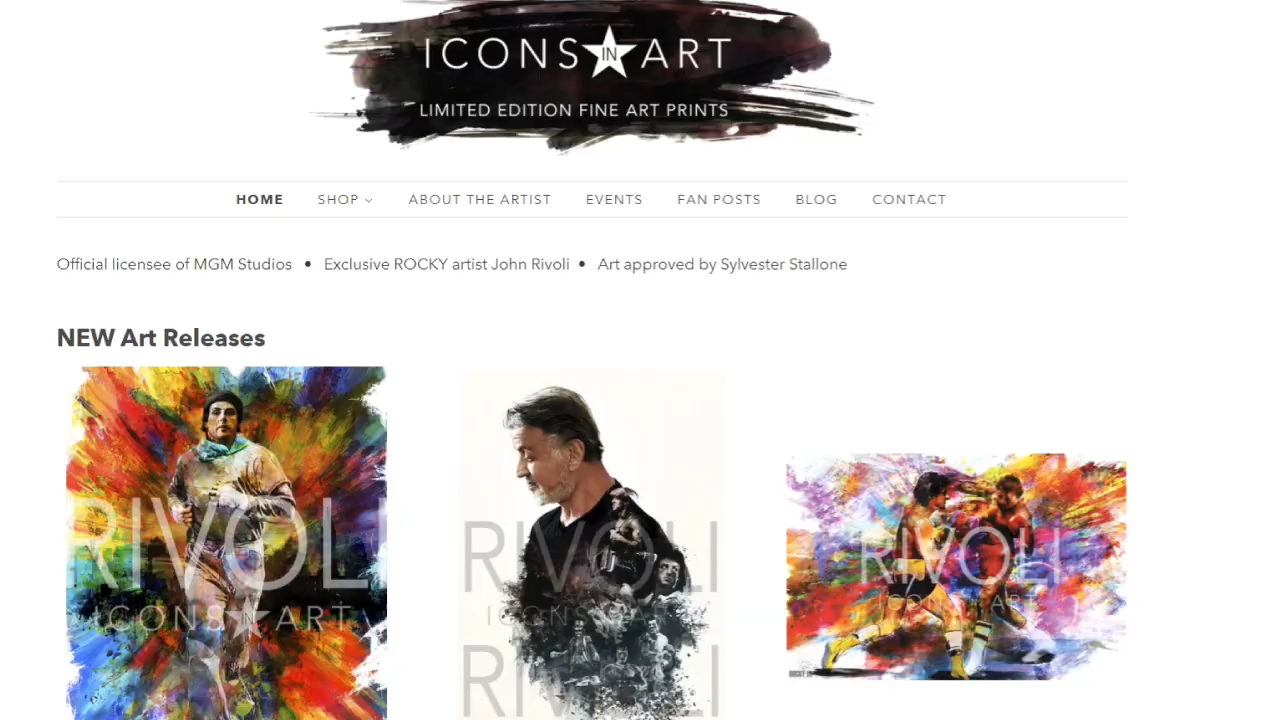 ICONS IN ART
LIMITED EDITION FINE ART PRINTS
HOME SHOP ABOUT THE ARTIST EVENTS FAN POSTS BLOG CONTACT
Official licensee of MGM Studios • Exclusive ROCKY artist John Rivoli • Art approved by Sylvester Stallone
NEW Art Releases
RIVOLI
ICONS IN ART
RIVOLI
ICONS IN ART
RIVOLI
RIVOLI
ICONS IN ART